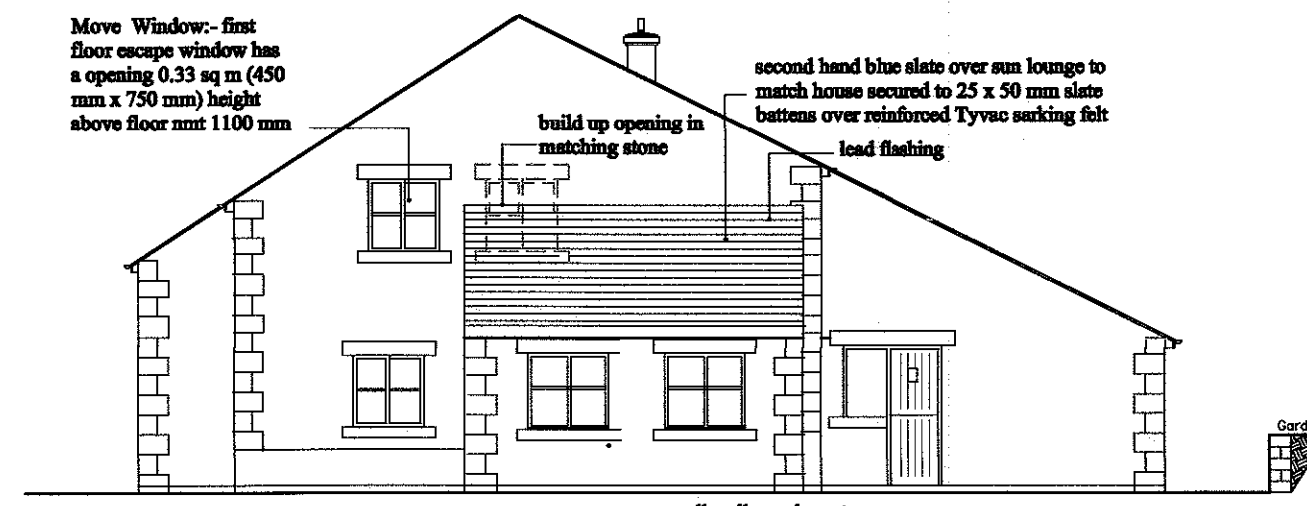 Move Window:- first
floor escape window has
a opening 0.33 sq m (450
mm x 750 mm) height
above floor nmt 1100 mm
build up opening in
matching stone
second hand blue slate over sun lounge to
match house secured to 25 x 50 mm slate
battens over reinforced Tyvac sarking felt
lead flashing
Gard